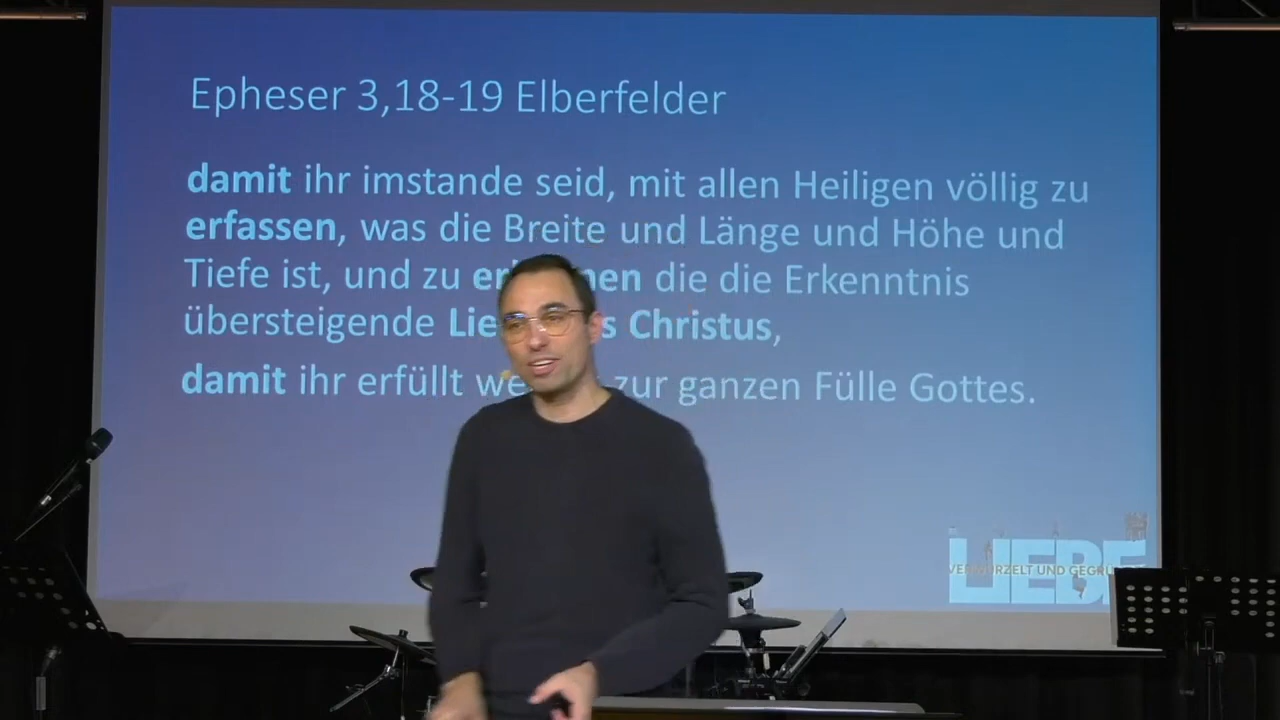 Epheser 3,18-19 Elberfelder
damit ihr imstande seid, mit allen Heiligen völlig zu
erfassen, was die Breite und Länge und Höhe und
Tiefe ist, und zu die die Erkenntnis
übersteigende Christus,
damit ihr erfüllt zur ganzen Fülle Gottes.
LIEBE
UND